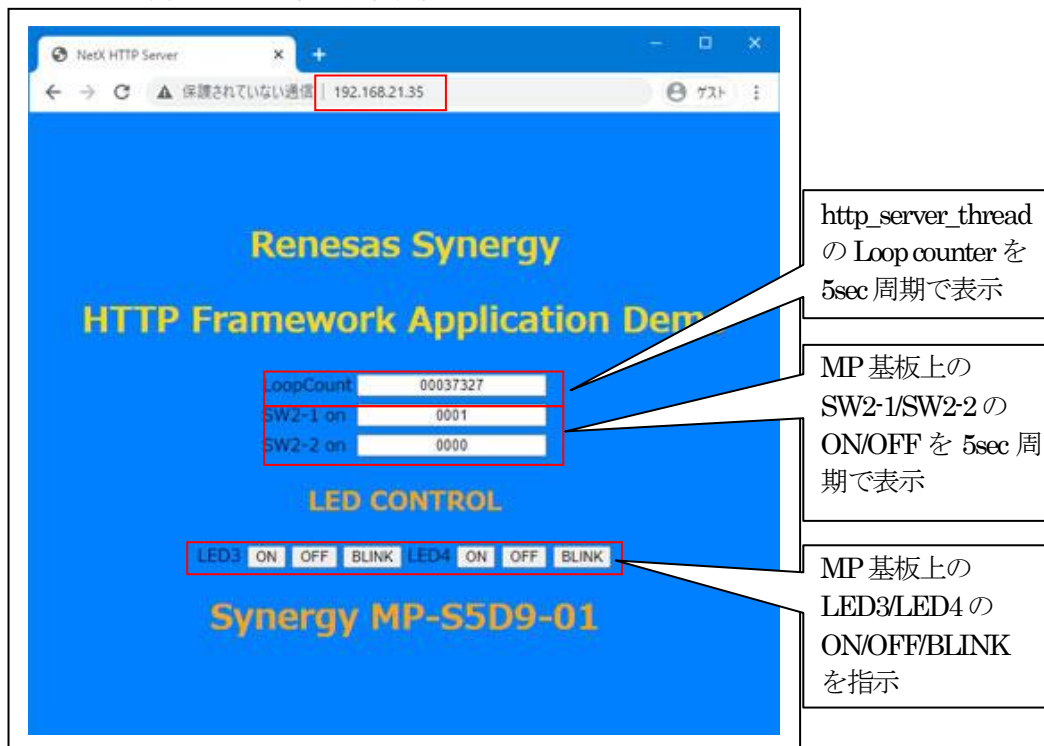 NetX HTTP Server
保護されていない通信 | 192.168.21.35
ゲスト
Renesas Synergy
HTTP Framework Application Dem
LoopCount 00037327
SW2-1 on 0001
SW2-2 on 0000
LED CONTROL
LED3 ON OFF BLINK LED4 ON OFF BLINK
Synergy MP-S5D9-01
http_server_thread
の Loop counter を
5sec 周期で表示
MP 基板上の
SW2-1/SW2-2 の
ON/OFF を 5sec 周
期で表示
MP 基板上の
LED3/LED4 の
ON/OFF/BLINK
を指示